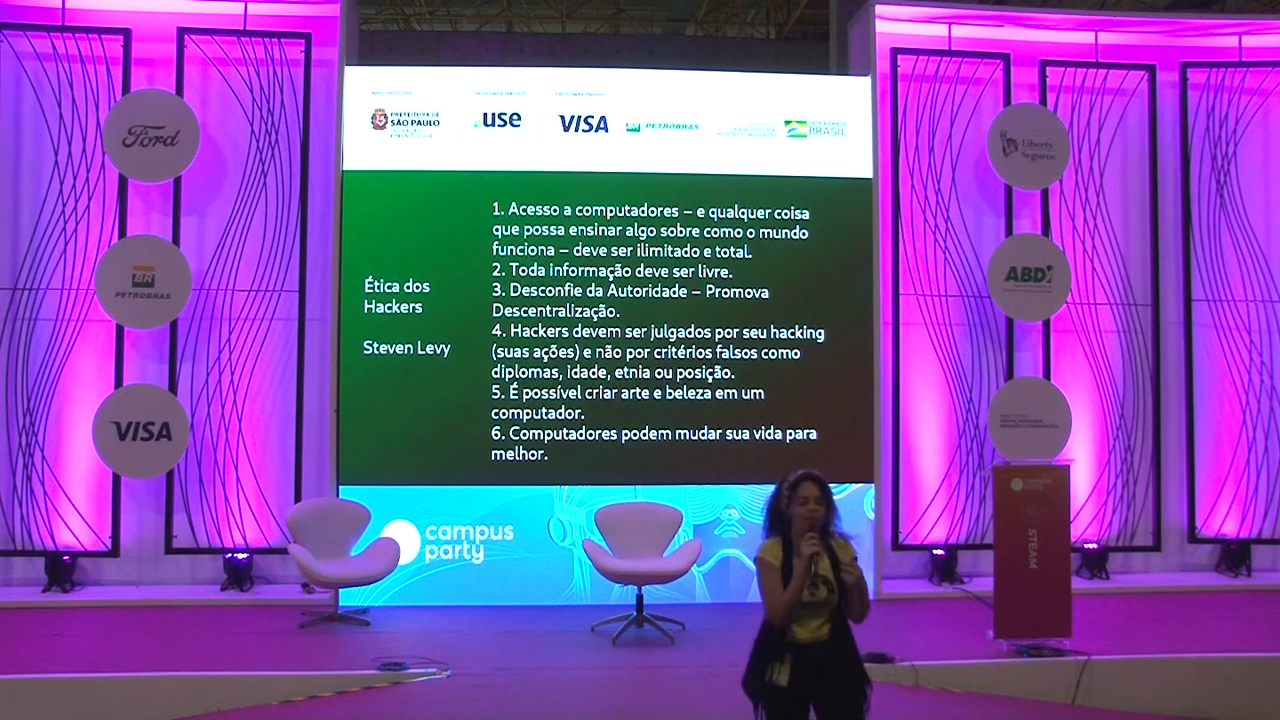 PREFEITURA DE
SÃO PAULO
.use
VISA
BR PETROBRAS
BRASIL
Ford
BR
PETROBRAS
VISA
Liberty
Seguros
ABDi
Ética dos
Hackers
Steven Levy
1. Acesso a computadores – e qualquer coisa
que possa ensinar algo sobre como o mundo
funciona – deve ser ilimitado e total.
2. Toda informação deve ser livre.
3. Desconfie da Autoridade – Promova
Descentralização.
4. Hackers devem ser julgados por seu hacking
(suas ações) e não por critérios falsos como
diplomas, idade, etnia ou posição.
5. É possível criar arte e beleza em um
computador.
6. Computadores podem mudar sua vida para
melhor.
campus
party
campus
party
STEAM